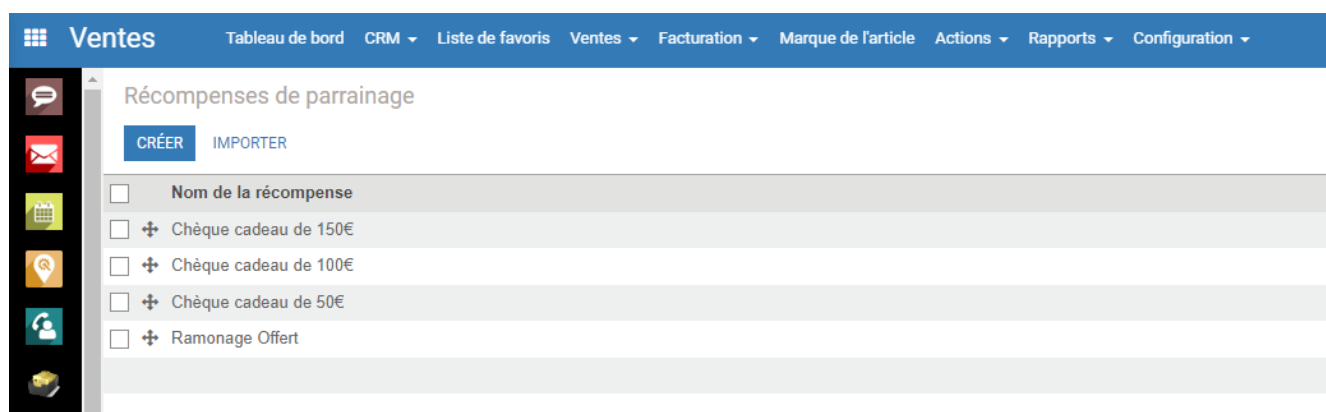 Ventes Tableau de bord CRM Liste de favoris Ventes Facturation Marque de l'article Actions Rapports Configuration
Récompenses de parrainage
CRÉER IMPORTER
Nom de la récompense
Chèque cadeau de 150€
Chèque cadeau de 100€
Chèque cadeau de 50€
Ramonage Offert